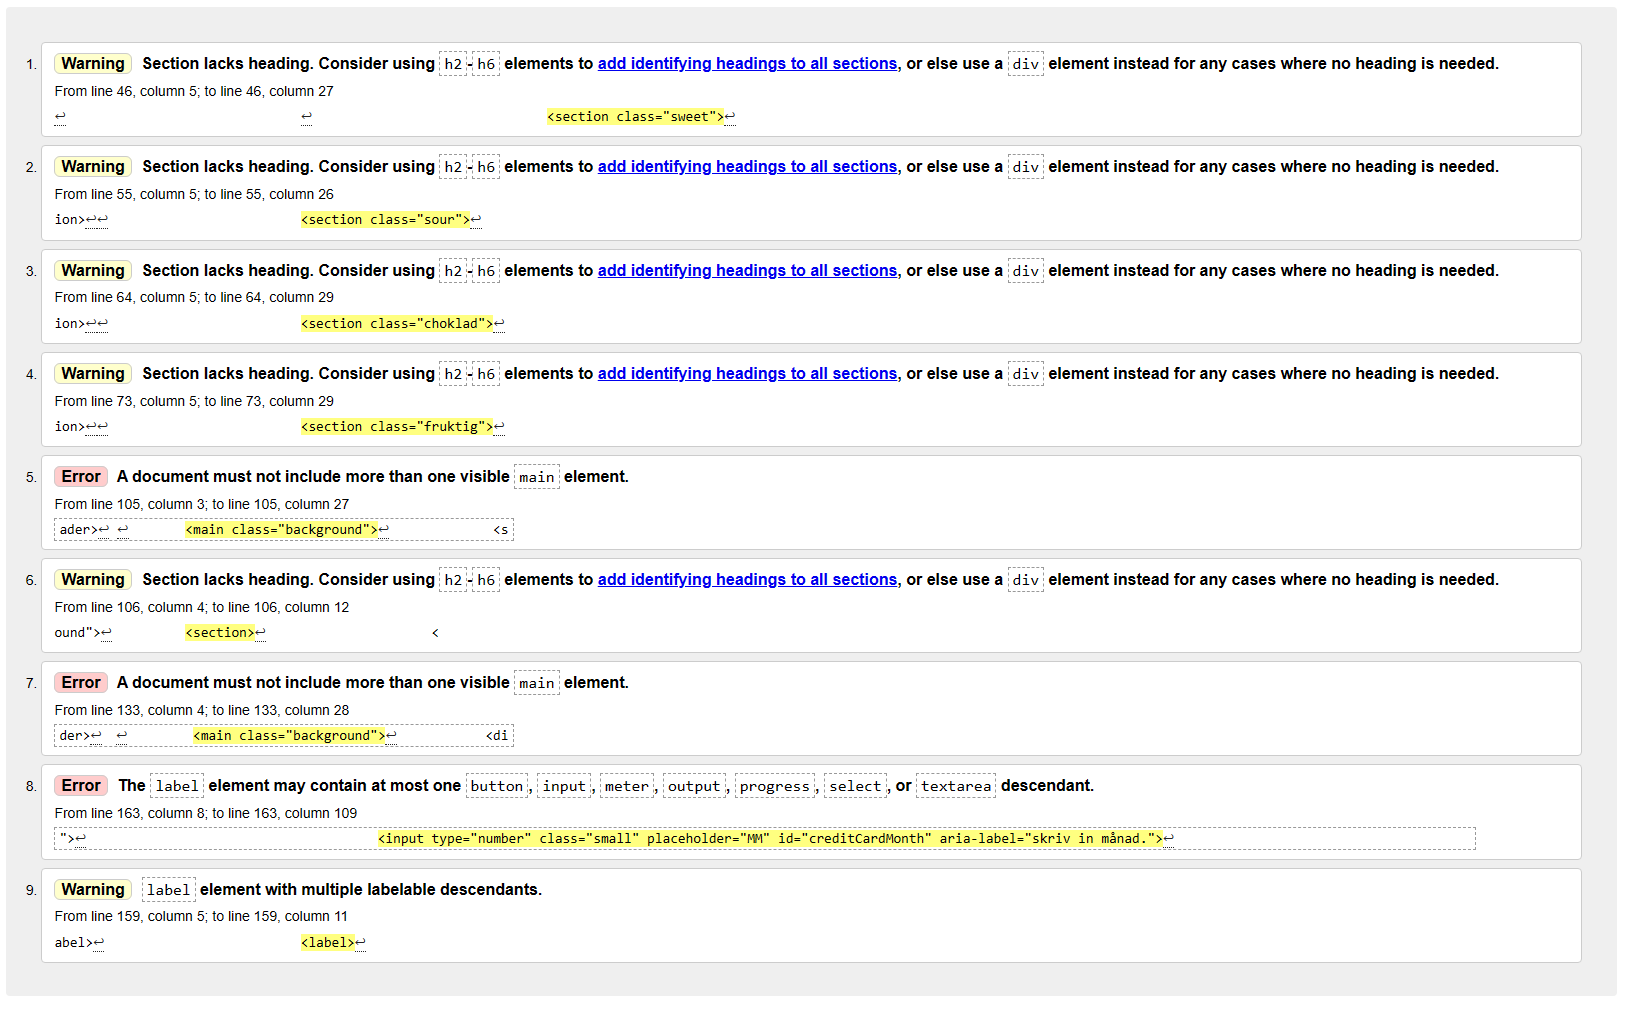 1. Warning Section lacks heading. Consider using h2-h6 elements to add identifying headings to all sections, or else use a div element instead for any cases where no heading is needed.
From line 46, column 5; to line 46, column 27
↩ ↩ <section class="sweet">↩
2. Warning Section lacks heading. Consider using h2-h6 elements to add identifying headings to all sections, or else use a div element instead for any cases where no heading is needed.
From line 55, column 5; to line 55, column 26
ion>↩↩ <section class="sour">↩
3. Warning Section lacks heading. Consider using h2-h6 elements to add identifying headings to all sections, or else use a div element instead for any cases where no heading is needed.
From line 64, column 5; to line 64, column 29
ion>↩↩ <section class="choklad">↩
4. Warning Section lacks heading. Consider using h2-h6 elements to add identifying headings to all sections, or else use a div element instead for any cases where no heading is needed.
From line 73, column 5; to line 73, column 29
ion>↩↩ <section class="fruktig">↩
5. Error A document must not include more than one visible main element.
From line 105, column 3; to line 105, column 27
ader>↩ ↩ <main class="background">↩ <s
6. Warning Section lacks heading. Consider using h2-h6 elements to add identifying headings to all sections, or else use a div element instead for any cases where no heading is needed.
From line 106, column 4; to line 106, column 12
ound">↩ <section>↩ <
7. Error A document must not include more than one visible main element.
From line 133, column 4; to line 133, column 28
der>↩ ↩ <main class="background">↩ <di
8. Error The label element may contain at most one button, input, meter, output, progress, select, or textarea descendant.
From line 163, column 8; to line 163, column 109
">↩ <input type="number" class="small" placeholder="MM" id="creditCardMonth" aria-label="skriv in månad.">↩
9. Warning label element with multiple labelable descendants.
From line 159, column 5; to line 159, column 11
abel>↩ <label>↩